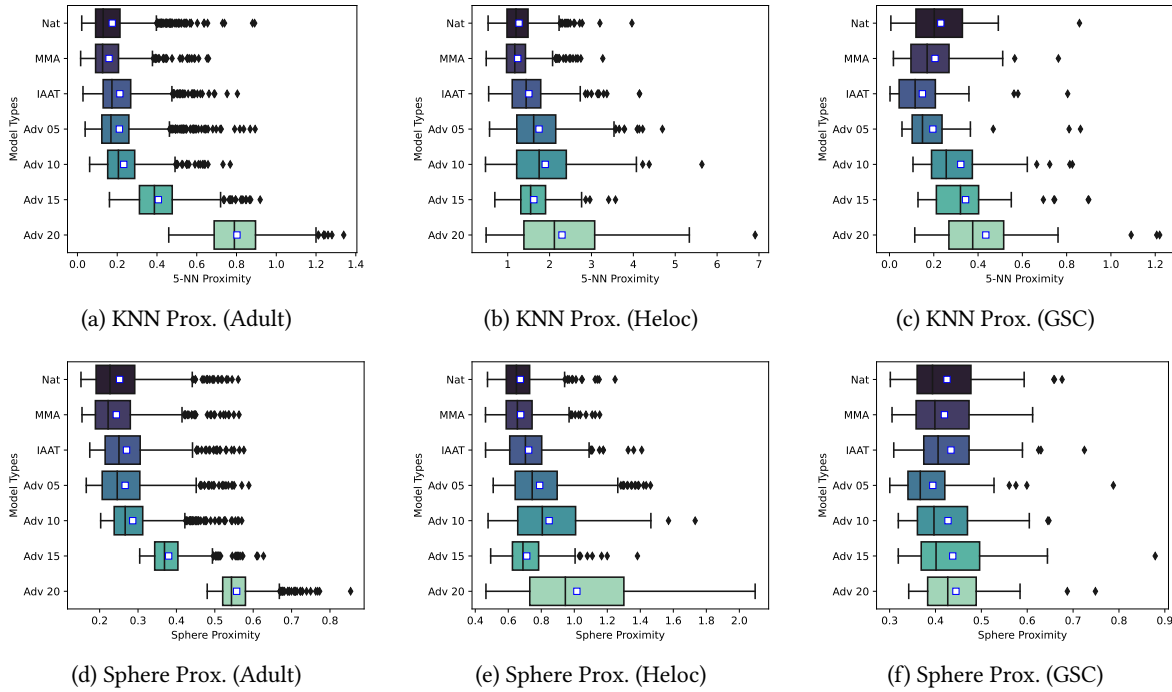 Model Types
Nat
MMA
IAAT
Adv 05
Adv 10
Adv 15
Adv 20
0.0 0.2 0.4 0.6 0.8 1.0 1.2 1.4
5-NN Proximity
(a) KNN Prox. (Adult)
Model Types
Nat
MMA
IAAT
Adv 05
Adv 10
Adv 15
Adv 20
1 2 3 4 5 6 7
5-NN Proximity
(b) KNN Prox. (Heloc)
Model Types
Nat
MMA
IAAT
Adv 05
Adv 10
Adv 15
Adv 20
0.0 0.2 0.4 0.6 0.8 1.0 1.2
5-NN Proximity
(c) KNN Prox. (GSC)
Model Types
Nat
MMA
IAAT
Adv 05
Adv 10
Adv 15
Adv 20
0.2 0.3 0.4 0.5 0.6 0.7 0.8
Sphere Proximity
(d) Sphere Prox. (Adult)
Model Types
Nat
MMA
IAAT
Adv 05
Adv 10
Adv 15
Adv 20
0.4 0.6 0.8 1.0 1.2 1.4 1.6 1.8 2.0
Sphere Proximity
(e) Sphere Prox. (Heloc)
Model Types
Nat
MMA
IAAT
Adv 05
Adv 10
Adv 15
Adv 20
0.3 0.4 0.5 0.6 0.7 0.8 0.9
Sphere Proximity
(f) Sphere Prox. (GSC)